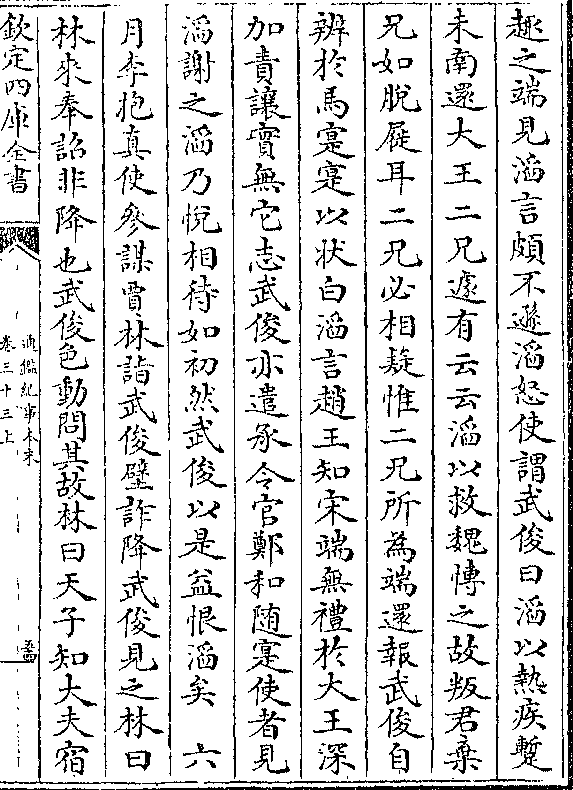 趣之端見滔言頗不遜滔怒使謂武俊曰滔以熱疾蹔
未南還大王二兄遽有云云滔以救魏博之故叛君棄
兄如脫屣耳二兄必相疑惟二兄所為端還報武俊自
辨於馬寔寔以状白滔言趙王知宋端無禮於大王深
加責讓實無它志武俊亦遣承令官鄭和随寔使者見
滔謝之滔乃悦相待如初然武俊以是益恨滔矣　六
月李抱真使參謀賈林詣武俊壁詐降武俊見之林曰
林來奉詔非降也武俊色動問其故林曰天子知大夫宿
欽定四庫全書
通鑑紀事本末
卷三十三上